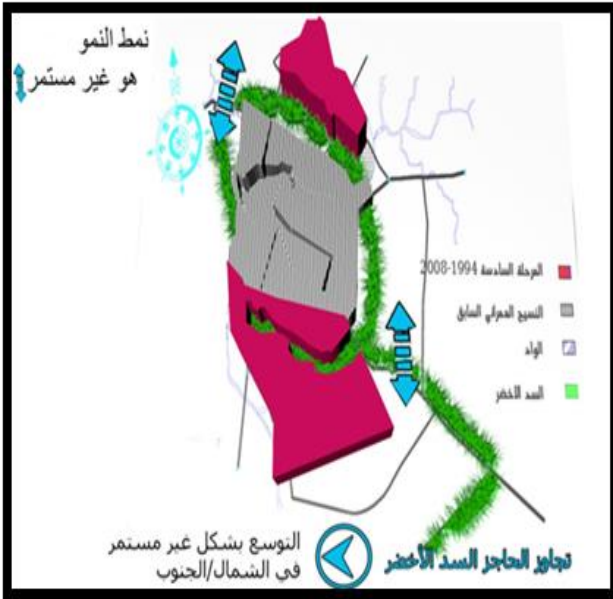 نمط النمو
هو غير مستمر
المرحلة السادسة 1994-2008
النسيج العمراني السابق
الواد
السد الأخضر
تجاوز الحاجز السد الأخضر
التوسع بشكل غير مستمر
في الشمال/الجنوب